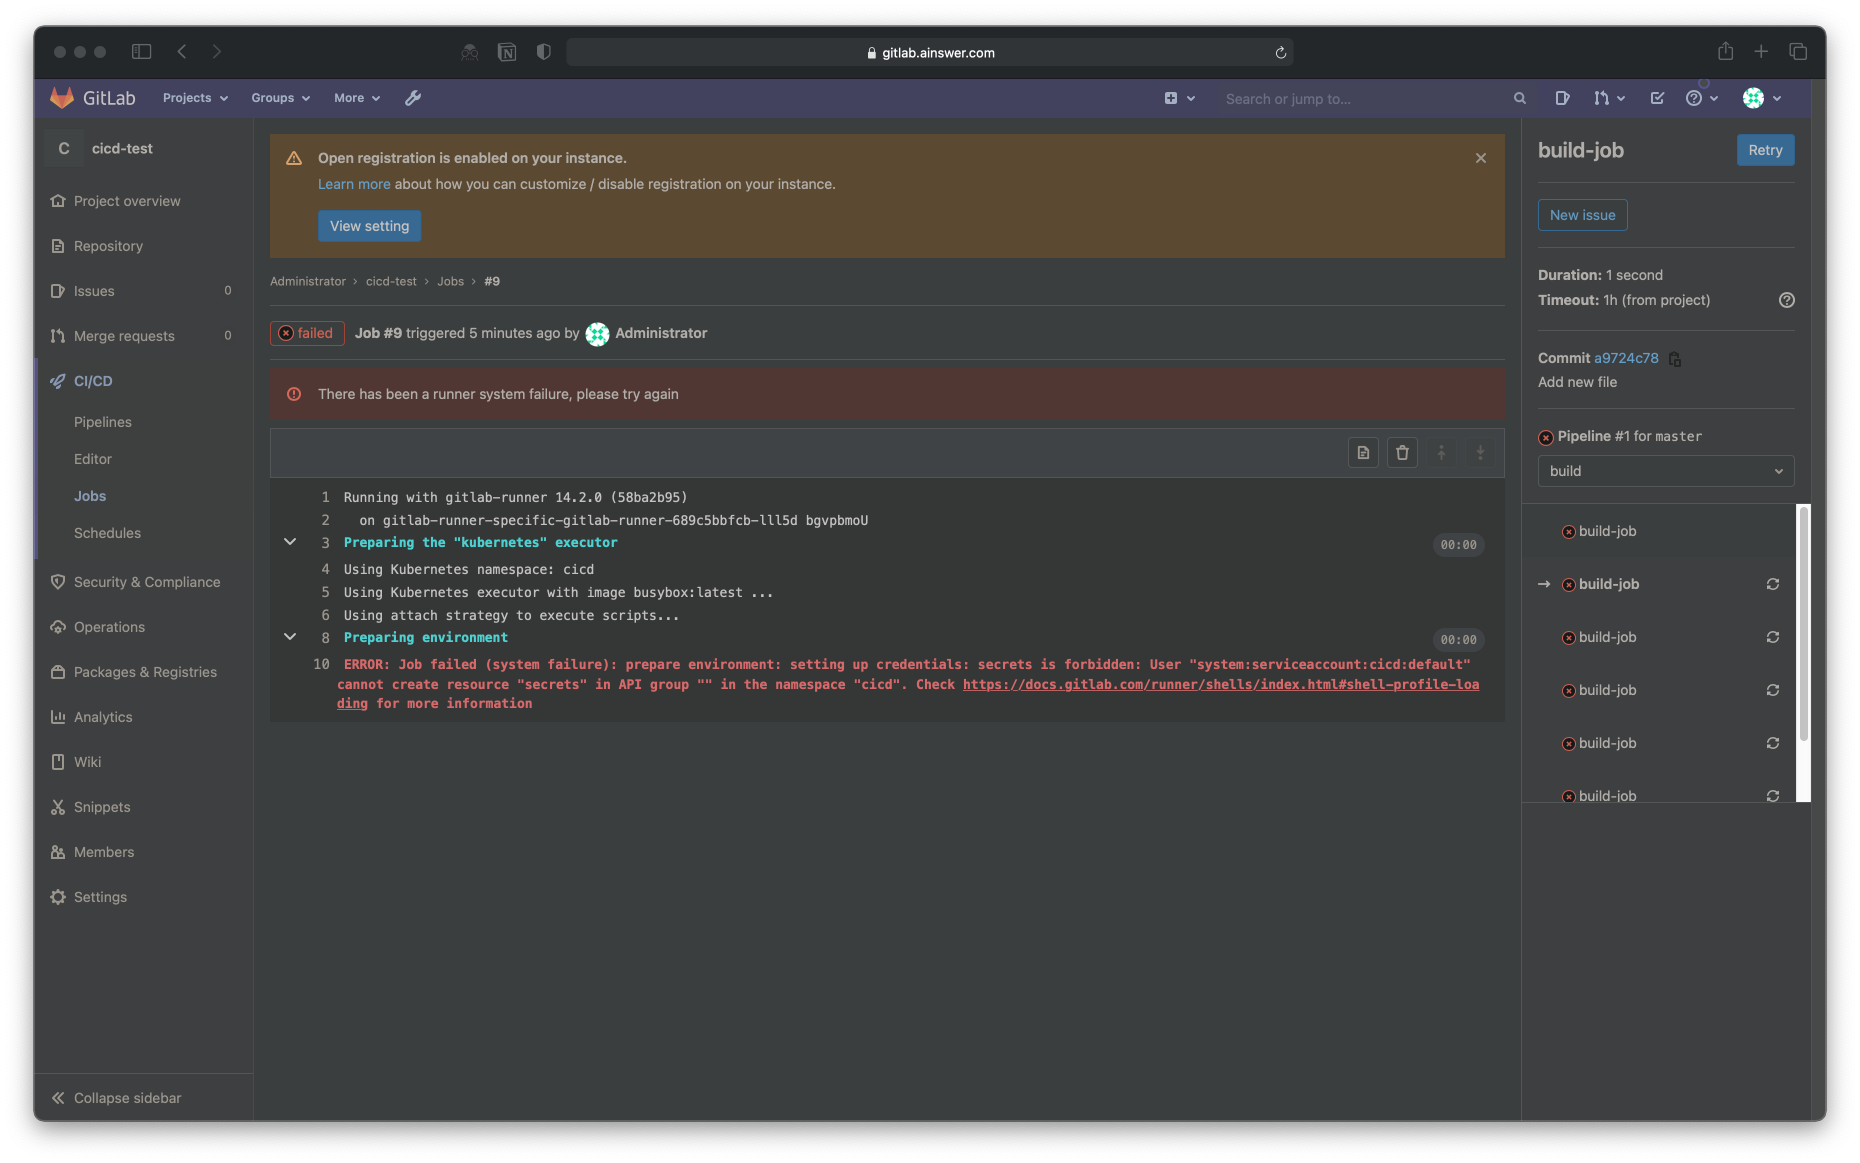 gitlab.ainswer.com
GitLab Projects Groups More Search or jump to...
C cicd-test
Project overview
Repository
Issues 0
Merge requests 0
CI/CD
Pipelines
Editor
Jobs
Schedules
Security & Compliance
Operations
Packages & Registries
Analytics
Wiki
Snippets
Members
Settings
Collapse sidebar
Open registration is enabled on your instance.
Learn more about how you can customize / disable registration on your instance.
View setting
Administrator › cicd-test › Jobs › #9
failed Job #9 triggered 5 minutes ago by Administrator
There has been a runner system failure, please try again
1 Running with gitlab-runner 14.2.0 (58ba2b95)
2 on gitlab-runner-specific-gitlab-runner-689c5bbfcb-lll5d bgvpbmoU
3 Preparing the "kubernetes" executor 00:00
4 Using Kubernetes namespace: cicd
5 Using Kubernetes executor with image busybox:latest ...
6 Using attach strategy to execute scripts...
8 Preparing environment 00:00
10 ERROR: Job failed (system failure): prepare environment: setting up credentials: secrets is forbidden: User "system:serviceaccount:cicd:default"
cannot create resource "secrets" in API group "" in the namespace "cicd". Check https://docs.gitlab.com/runner/shells/index.html#shell-profile-loa
ding for more information
build-job Retry
New issue
Duration: 1 second
Timeout: 1h (from project)
Commit a9724c78
Add new file
Pipeline #1 for master
build
build-job
→ build-job
build-job
build-job
build-job
build-job